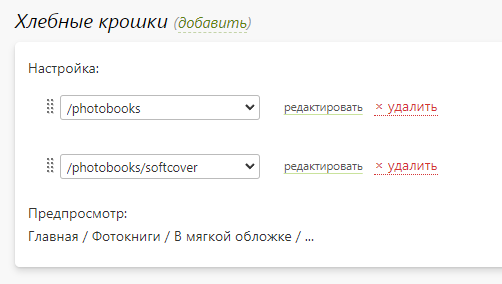 Хлебные крошки (добавить)
Настройка:
/photobooks редактировать × удалить
/photobooks/softcover редактировать × удалить
Предпросмотр:
Главная / Фотокниги / В мягкой обложке / ...